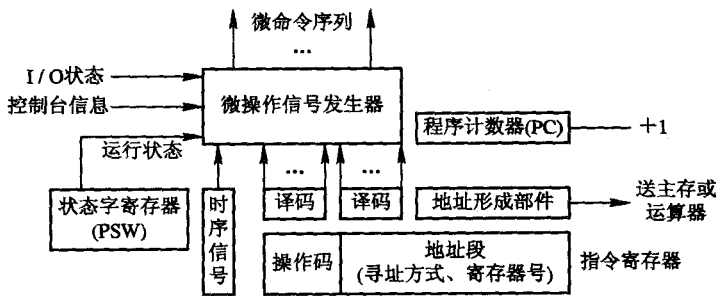 微命令序列
...
I/O状态
控制台信息
微操作信号发生器
程序计数器(PC)
+1
运行状态
...
...
状态字寄存器
(PSW)
时序信号
译码
译码
地址形成部件
送主存或
运算器
操作码
地址段
(寻址方式、寄存器号)
指令寄存器